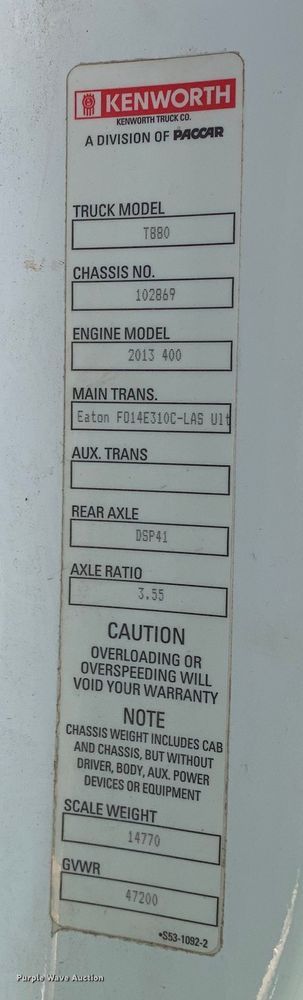 KENWORTH
KENWORTH TRUCK CO.
A DIVISION OF PACCAR
TRUCK MODEL
T880
CHASSIS NO.
102869
ENGINE MODEL
2013 400
MAIN TRANS.
Eaton FO14E310C-LAS Ult
AUX. TRANS
REAR AXLE
DSP41
AXLE RATIO
3.55
CAUTION
OVERLOADING OR
OVERSPEEDING WILL
VOID YOUR WARRANTY
NOTE
CHASSIS WEIGHT INCLUDES CAB
AND CHASSIS, BUT WITHOUT
DRIVER, BODY, AUX. POWER
DEVICES OR EQUIPMENT
SCALE WEIGHT
14770
GVWR
47200
•S53-1092-2
Purple Wave Auction